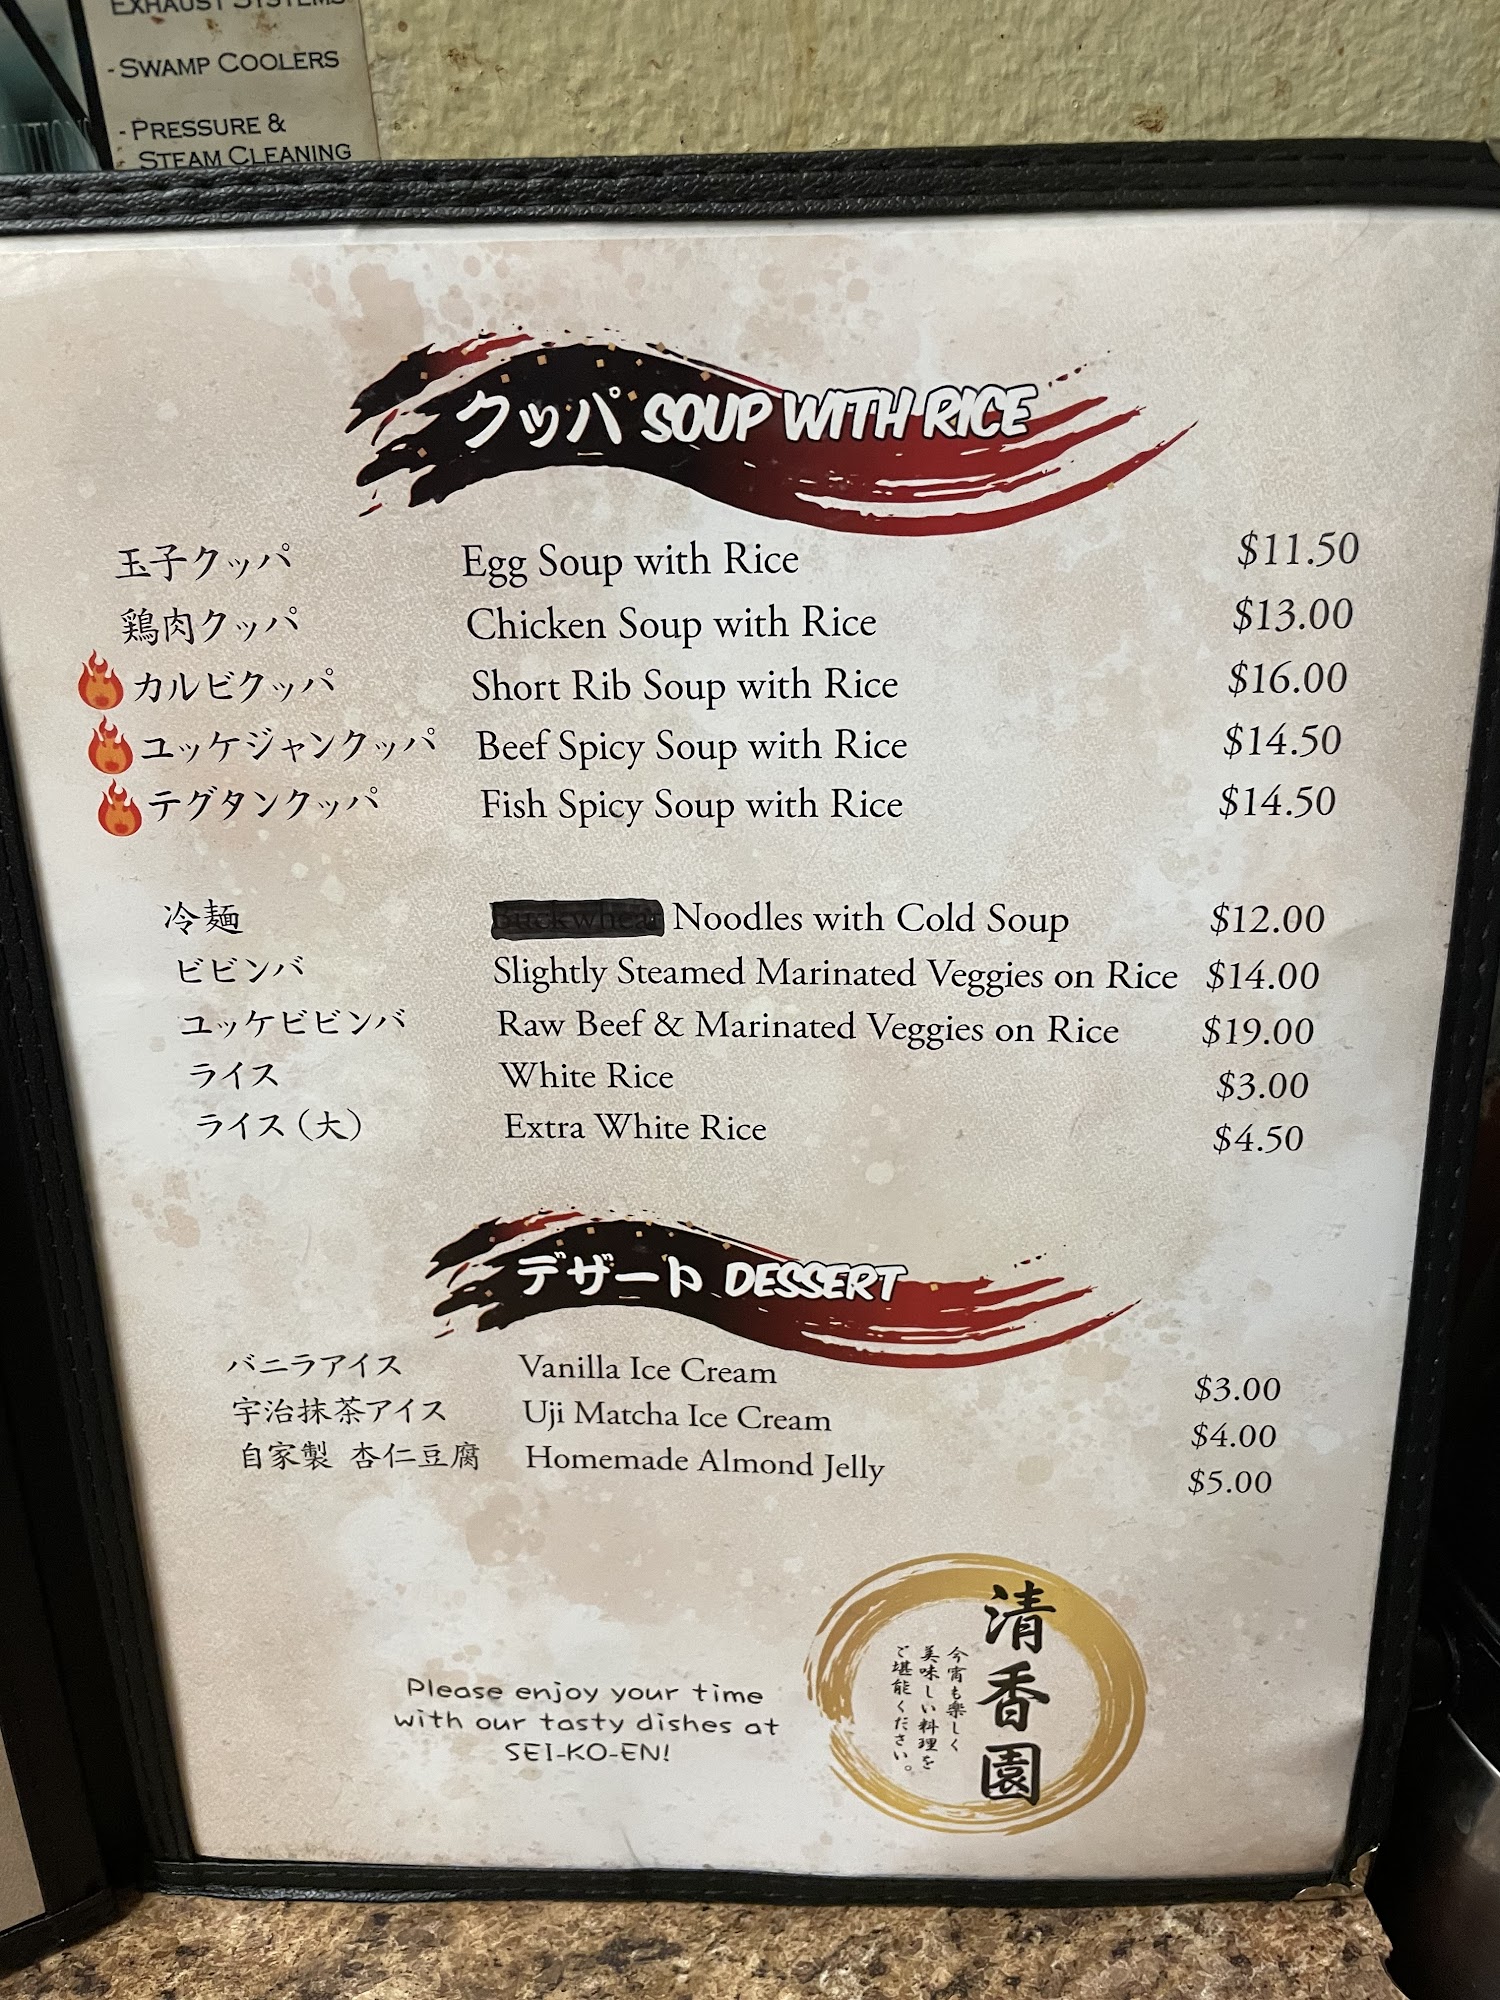 EXHAUST SYSTEMS
- SWAMP COOLERS
- PRESSURE &
STEAM CLEANING
クッパ SOUP WITH RICE
玉子クッパ Egg Soup with Rice $11.50
鶏肉クッパ Chicken Soup with Rice $13.00
カルビクッパ Short Rib Soup with Rice $16.00
ユッケジャンクッパ Beef Spicy Soup with Rice $14.50
テグタンクッパ Fish Spicy Soup with Rice $14.50
冷麺 Buckwheat Noodles with Cold Soup $12.00
ビビンバ Slightly Steamed Marinated Veggies on Rice $14.00
ユッケビビンバ Raw Beef & Marinated Veggies on Rice $19.00
ライス White Rice $3.00
ライス（大） Extra White Rice $4.50
デザート DESSERT
バニラアイス Vanilla Ice Cream $3.00
宇治抹茶アイス Uji Matcha Ice Cream $4.00
自家製 杏仁豆腐 Homemade Almond Jelly $5.00
Please enjoy your time
with our tasty dishes at
SEI-KO-EN!
清香園
今宵も楽しく
美味しい料理を
ご堪能ください。